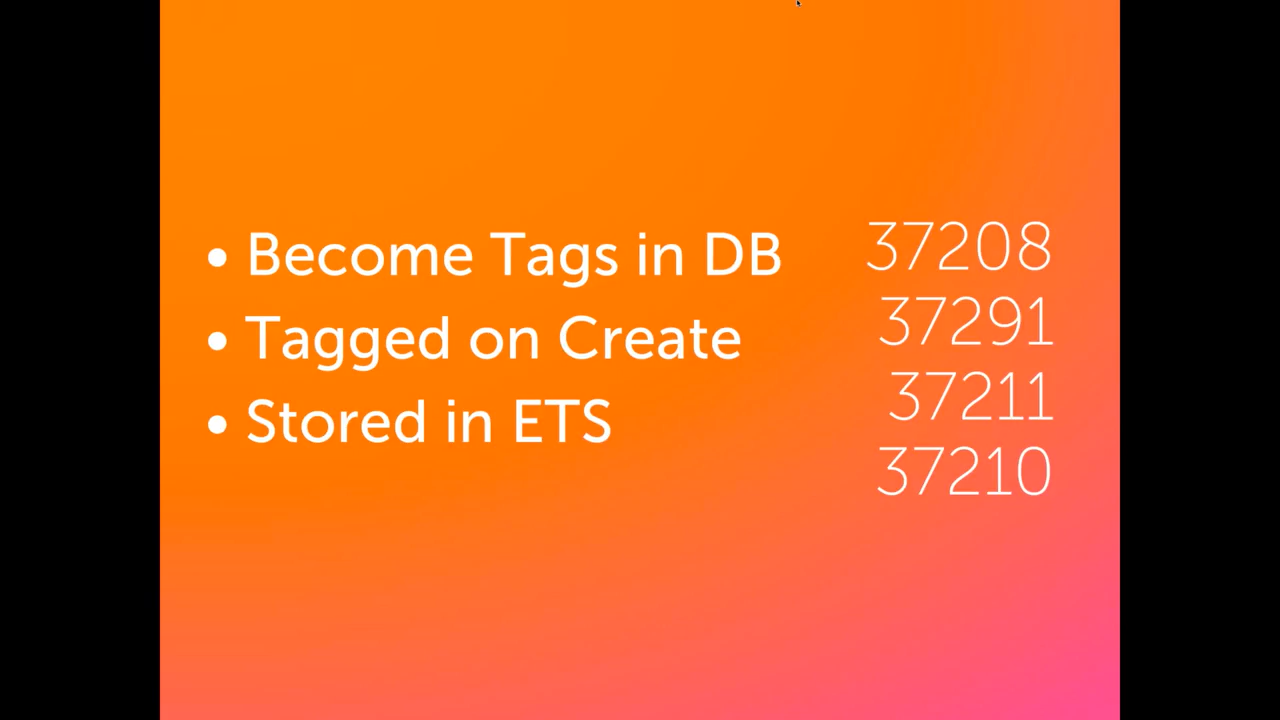 • Become Tags in DB
• Tagged on Create
• Stored in ETS
37208
37291
37211
37210